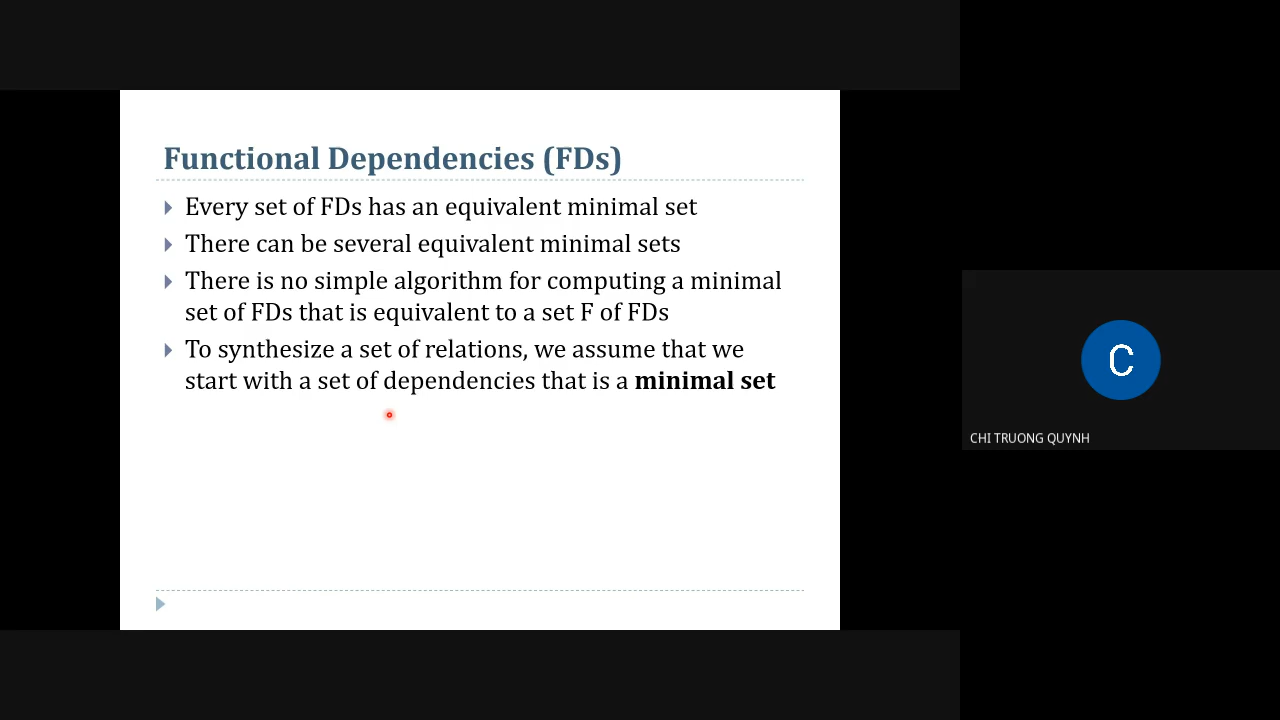 Functional Dependencies (FDs)
Every set of FDs has an equivalent minimal set
There can be several equivalent minimal sets
There is no simple algorithm for computing a minimal
set of FDs that is equivalent to a set F of FDs
To synthesize a set of relations, we assume that we
start with a set of dependencies that is a minimal set
C
CHI TRUONG QUYNH